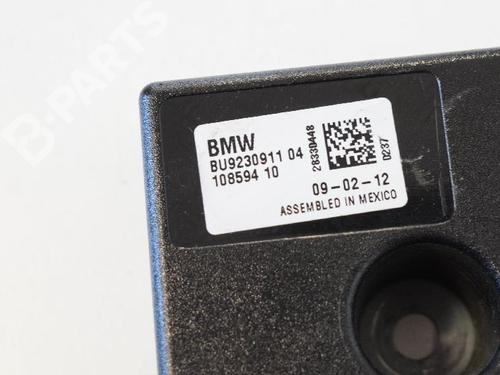 B-PARTS
BMW
BU9230911 04
108594 10
28330448
0237
09-02-12
ASSEMBLED IN MEXICO